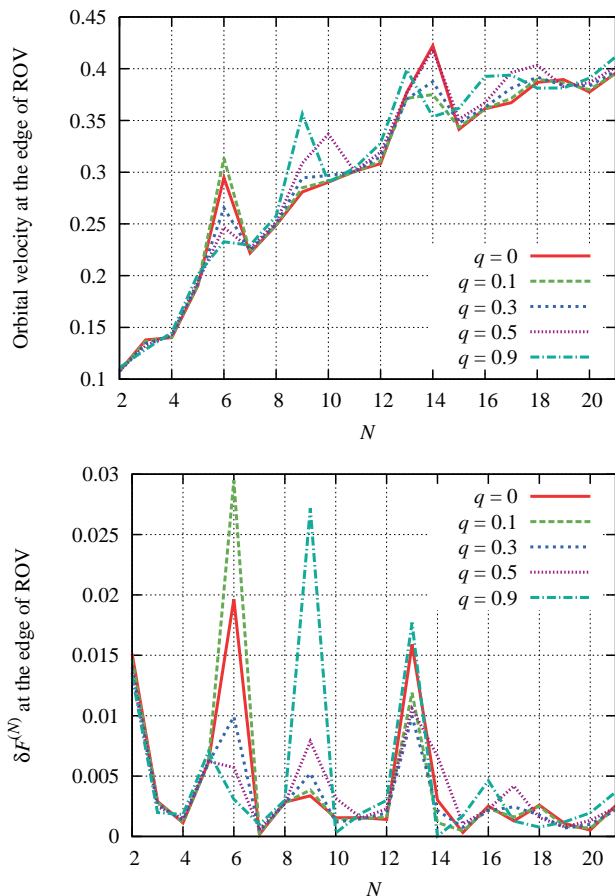 0.45
0.4
0.35
0.3
0.25
0.2
0.15
0.1
Orbital velocity at the edge of ROV
q = 0
q = 0.1
q = 0.3
q = 0.5
q = 0.9
2 4 6 8 10 12 14 16 18 20
N
0.03
0.025
0.02
0.015
0.01
0.005
0
δF(N) at the edge of ROV
q = 0
q = 0.1
q = 0.3
q = 0.5
q = 0.9
2 4 6 8 10 12 14 16 18 20
N